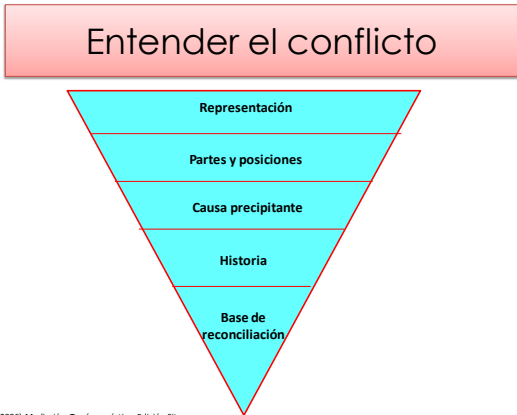 Entender el conflicto
Representación
Partes y posiciones
Causa precipitante
Historia
Base de
reconciliación